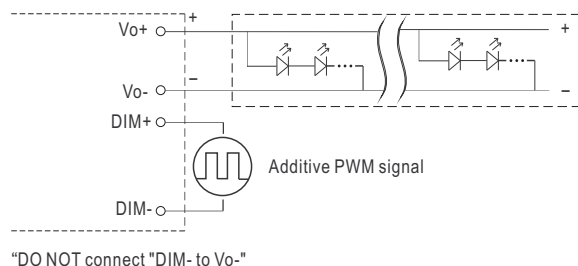 Vo+
+
+
Vo-
−
−
DIM+
Additive PWM signal
DIM-
“DO NOT connect "DIM- to Vo-"